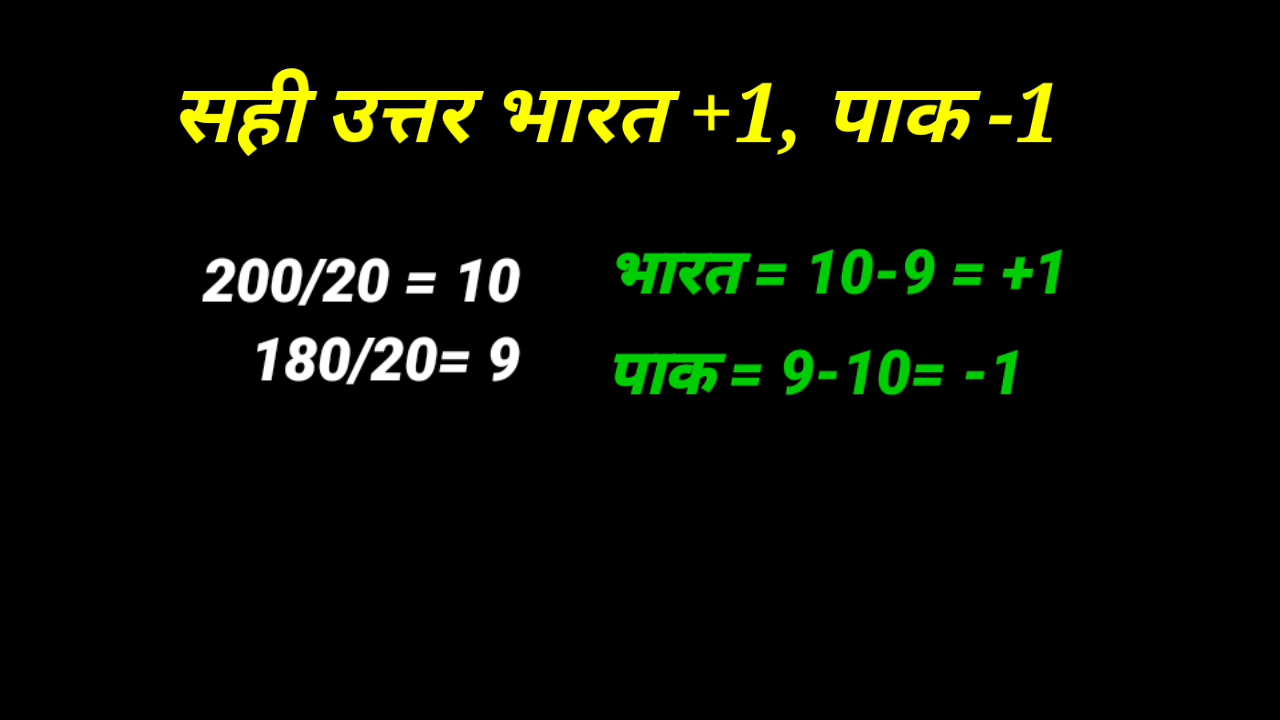 सही उत्तर भारत +1, पाक -1
200/20 = 10
180/20= 9
भारत = 10-9 = +1
पाक = 9-10= -1